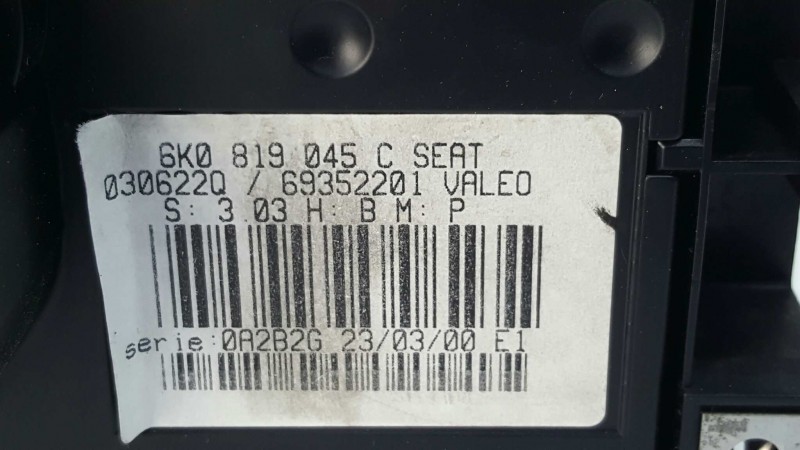 6K0 819 045 C SEAT
030622Q / 69352201 VALEO
S: 3 03 H: B M: P
serie:0A2B2G 23/03/00 E1